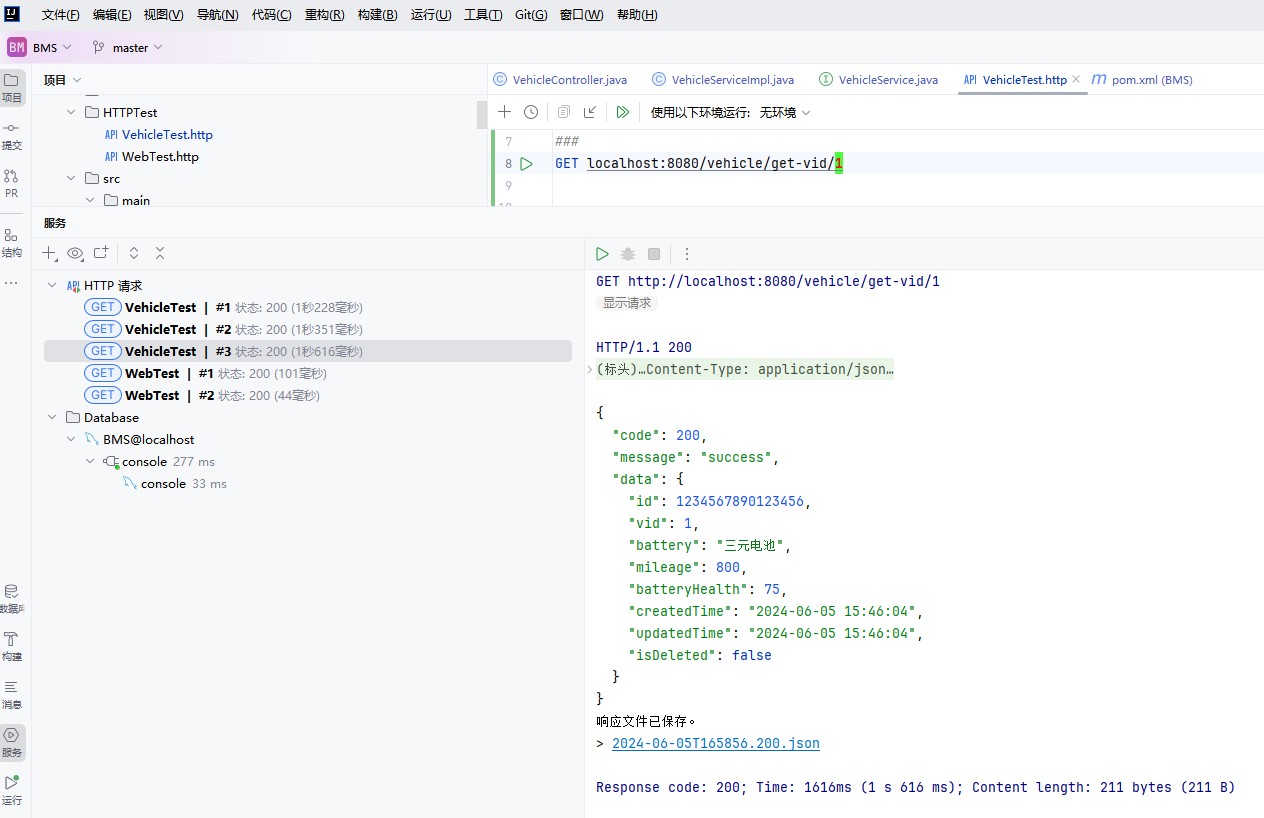 文件(F) 编辑(E) 视图(V) 导航(N) 代码(C) 重构(R) 构建(B) 运行(U) 工具(T) Git(G) 窗口(W) 帮助(H)
BM BMS master
项目
VehicleController.java VehicleServiceImpl.java VehicleService.java API VehicleTest.http m pom.xml (BMS)
项目
HTTPTest
API VehicleTest.http
API WebTest.http
src
main
使用以下环境运行: 无环境
7 ###
8 GET localhost:8080/vehicle/get-vid/1
9
提交
PR
结构
服务
API HTTP 请求
GET VehicleTest | #1 状态: 200 (1秒228毫秒)
GET VehicleTest | #2 状态: 200 (1秒351毫秒)
GET VehicleTest | #3 状态: 200 (1秒616毫秒)
GET WebTest | #1 状态: 200 (101毫秒)
GET WebTest | #2 状态: 200 (44毫秒)
Database
BMS@localhost
console 277 ms
console 33 ms
GET http://localhost:8080/vehicle/get-vid/1
显示请求
HTTP/1.1 200
(标头)…Content-Type: application/json…
{
"code": 200,
"message": "success",
"data": {
"id": 1234567890123456,
"vid": 1,
"battery": "三元电池",
"mileage": 800,
"batteryHealth": 75,
"createdTime": "2024-06-05 15:46:04",
"updatedTime": "2024-06-05 15:46:04",
"isDeleted": false
}
}
响应文件已保存。
> 2024-06-05T165856.200.json
Response code: 200; Time: 1616ms (1 s 616 ms); Content length: 211 bytes (211 B)
构建
消息
服务
运行